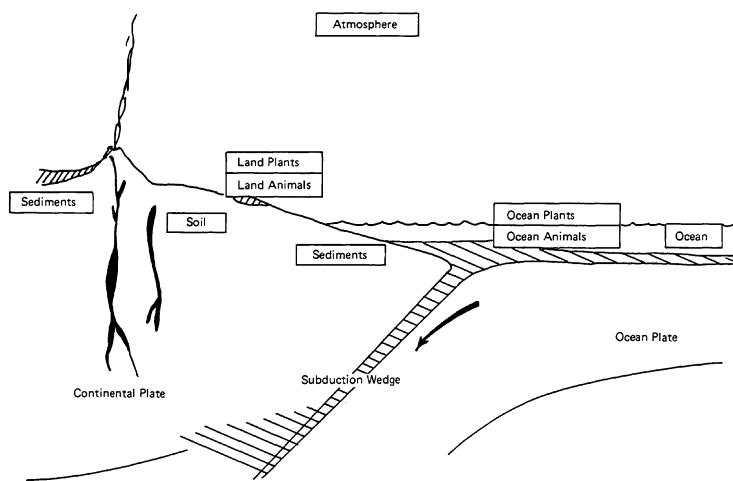 Atmosphere
Land Plants
Land Animals
Sediments
Soil
Ocean Plants
Ocean Animals
Ocean
Sediments
Ocean Plate
Subduction Wedge
Continental Plate